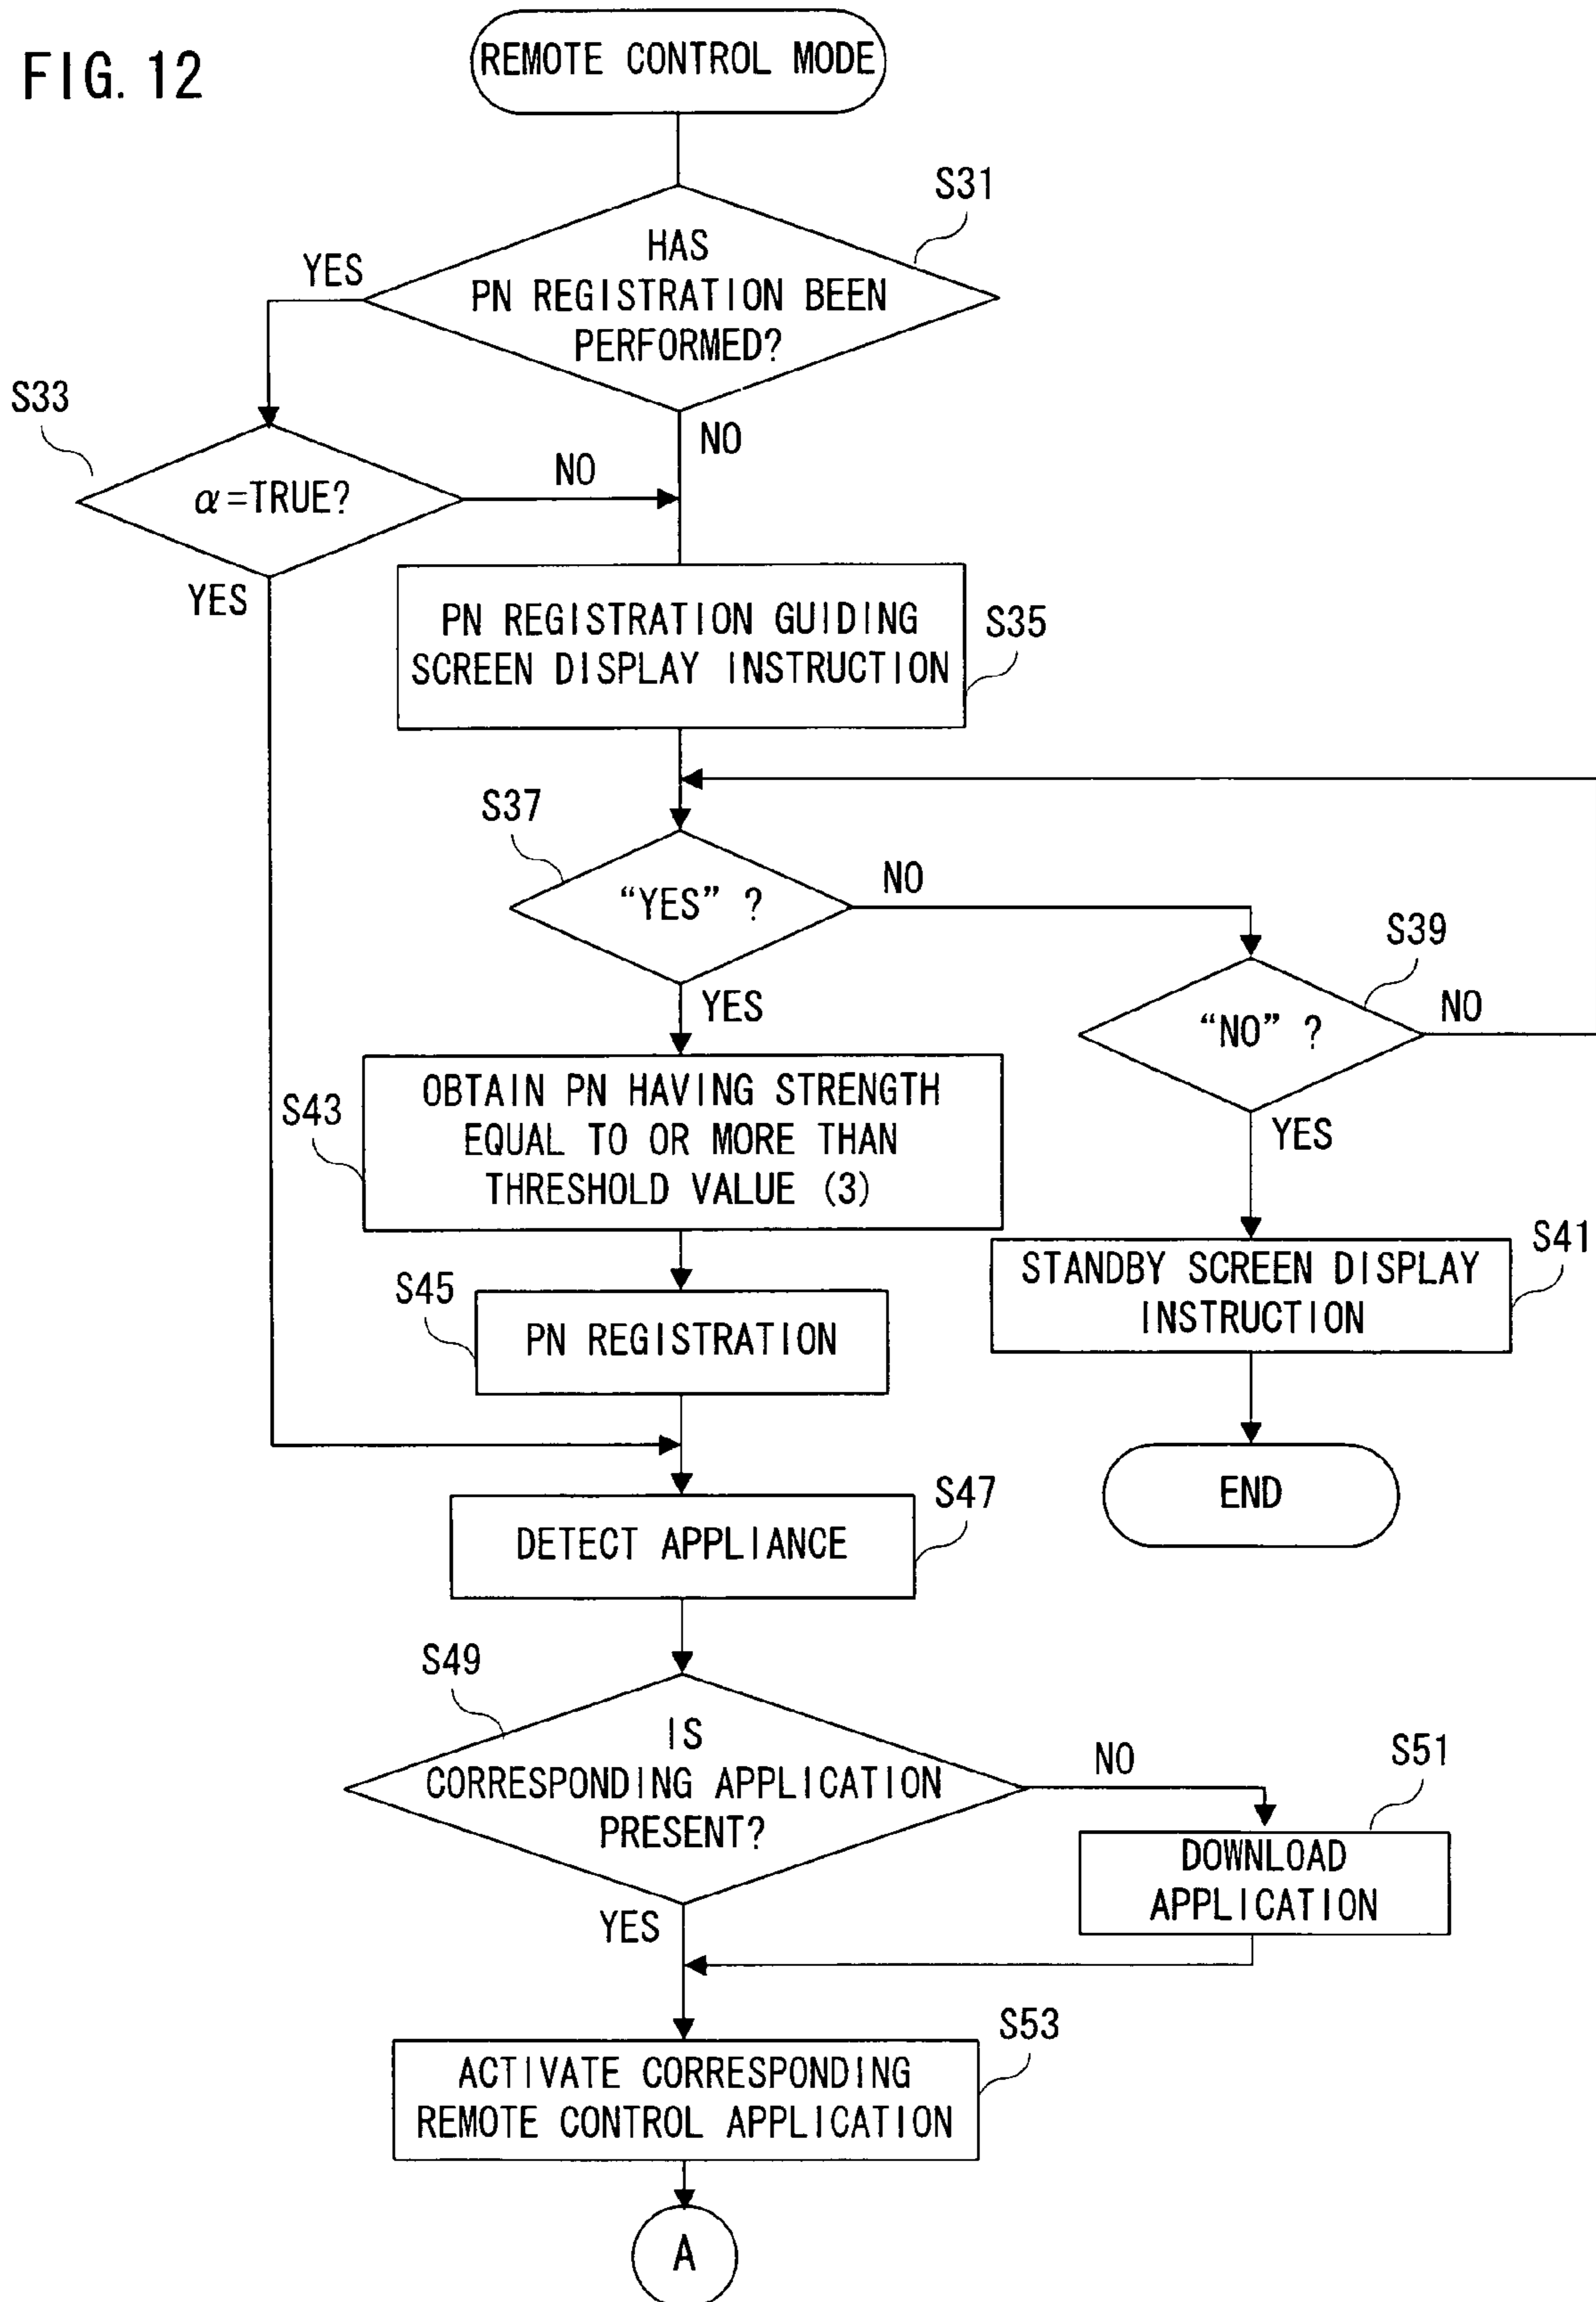 FIG. 12
REMOTE CONTROL MODE
S31
HAS
PN REGISTRATION BEEN
PERFORMED?
YES
NO
S33
α=TRUE?
NO
YES
PN REGISTRATION GUIDING
SCREEN DISPLAY INSTRUCTION
S35
S37
“YES” ?
NO
YES
S39
“NO” ?
NO
YES
S43
OBTAIN PN HAVING STRENGTH
EQUAL TO OR MORE THAN
THRESHOLD VALUE (3)
S41
STANDBY SCREEN DISPLAY
INSTRUCTION
S45
PN REGISTRATION
END
S47
DETECT APPLIANCE
S49
IS
CORRESPONDING APPLICATION
PRESENT?
NO
YES
S51
DOWNLOAD
APPLICATION
S53
ACTIVATE CORRESPONDING
REMOTE CONTROL APPLICATION
A